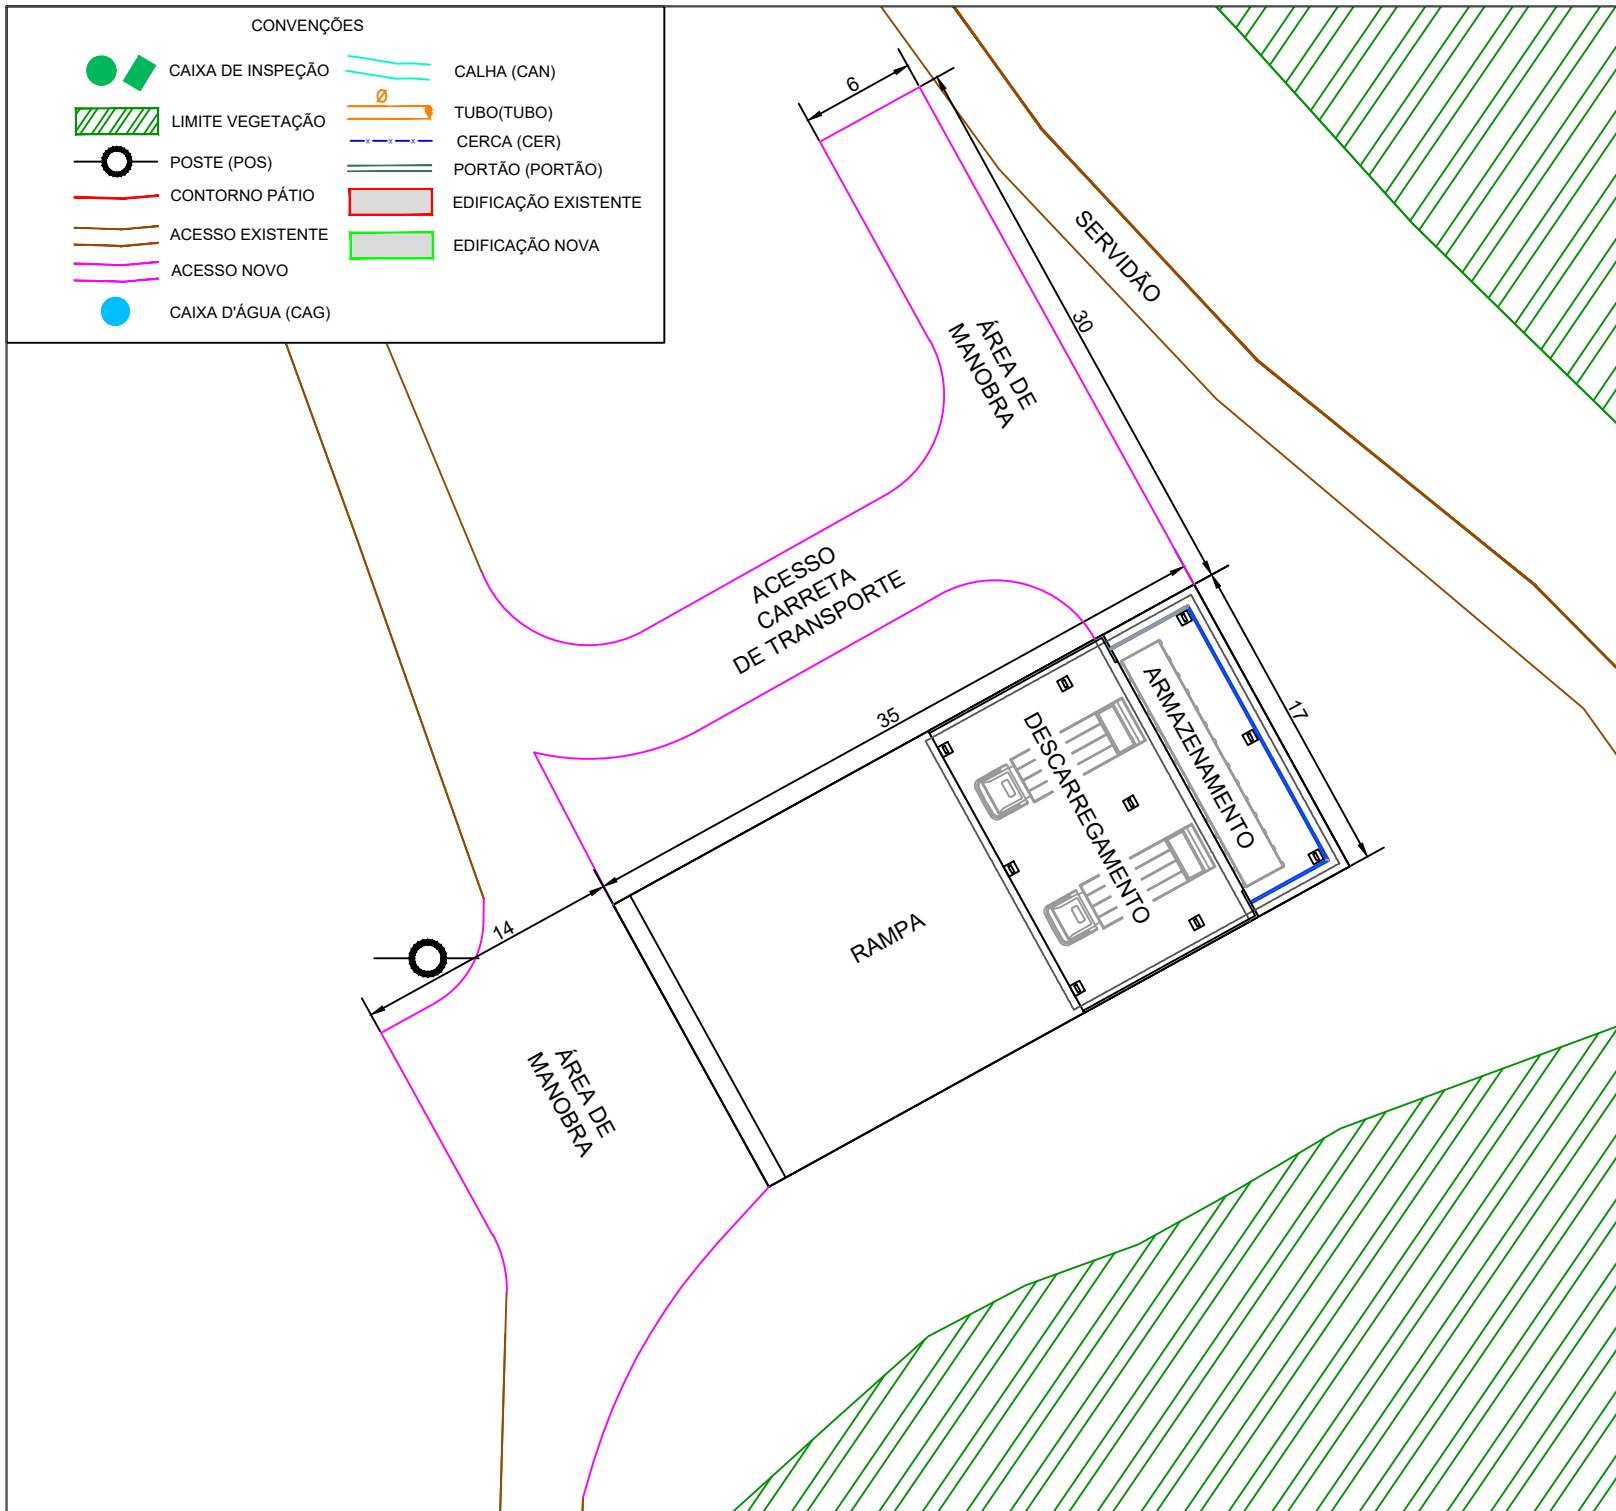 CONVENÇÕES
CAIXA DE INSPEÇÃO
LIMITE VEGETAÇÃO
POSTE (POS)
CONTORNO PÁTIO
ACESSO EXISTENTE
ACESSO NOVO
CAIXA D'ÁGUA (CAG)
CALHA (CAN)
Ø
TUBO(TUBO)
CERCA (CER)
PORTÃO (PORTÃO)
EDIFICAÇÃO EXISTENTE
EDIFICAÇÃO NOVA
6
SERVIDÃO
30
ÁREA DE
MANOBRA
ACESSO
CARRETA
DE TRANSPORTE
35
17
ARMAZENAMENTO
DESCARREGAMENTO
RAMPA
14
ÁREA DE
MANOBRA